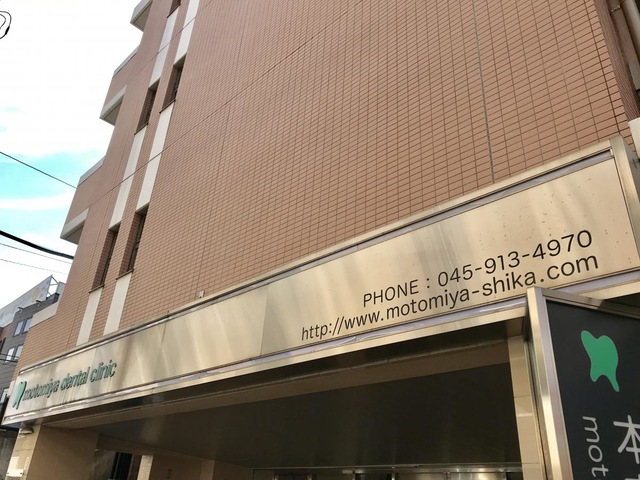 motomiya dental clinic
PHONE : 045-913-4970
http://www.motomiya-shika.com
本
mot